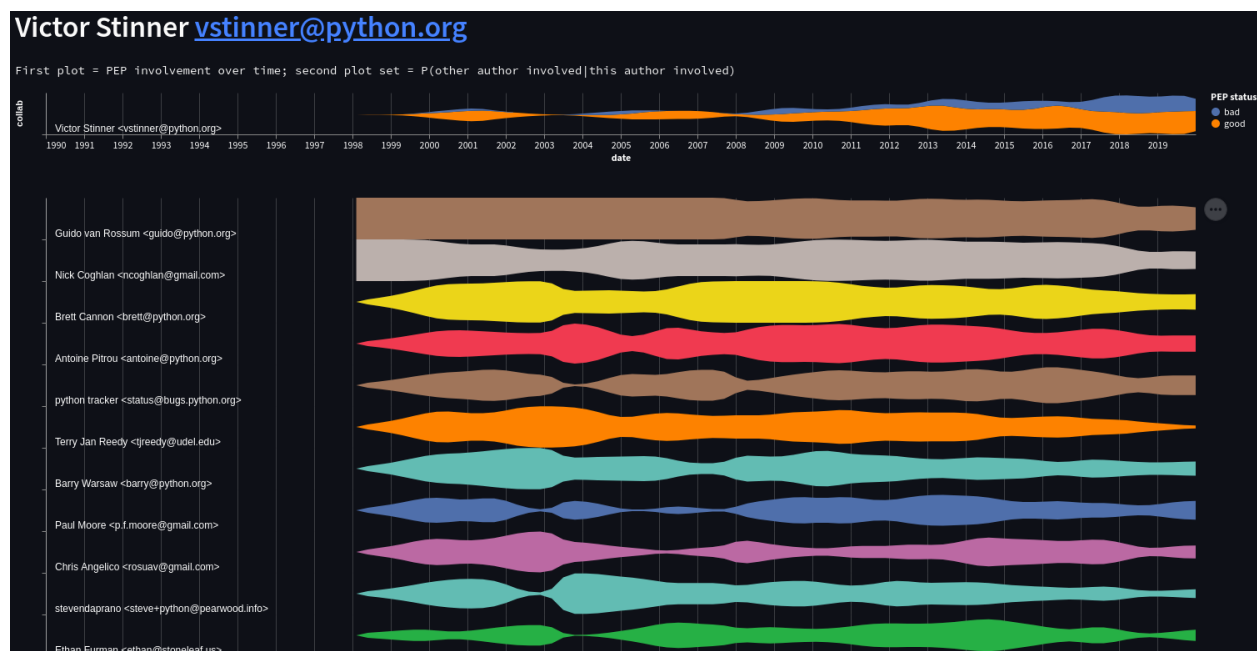 Victor Stinner vstinner@python.org
First plot = PEP involvement over time; second plot set = P(other author involved|this author involved)
collab
Victor Stinner <vstinner@python.org>
PEP status
bad
good
1990 1991 1992 1993 1994 1995 1996 1997 1998 1999 2000 2001 2002 2003 2004 2005 2006 2007 2008 2009 2010 2011 2012 2013 2014 2015 2016 2017 2018 2019
date
Guido van Rossum <guido@python.org>
Nick Coghlan <ncoghlan@gmail.com>
Brett Cannon <brett@python.org>
Antoine Pitrou <antoine@python.org>
python tracker <status@bugs.python.org>
Terry Jan Reedy <tjreedy@udel.edu>
Barry Warsaw <barry@python.org>
Paul Moore <p.f.moore@gmail.com>
Chris Angelico <rosuav@gmail.com>
stevendaprano <steve+python@pearwood.info>
Ethan Furman <ethan@stoneleaf.us>